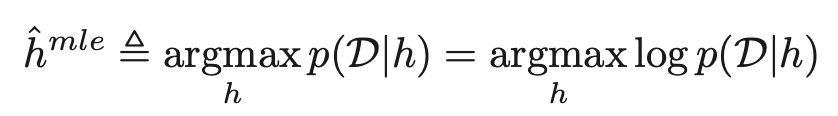 ĥ^{mle} ≜ argmax_h p(𝒟|h) = argmax_h log p(𝒟|h)